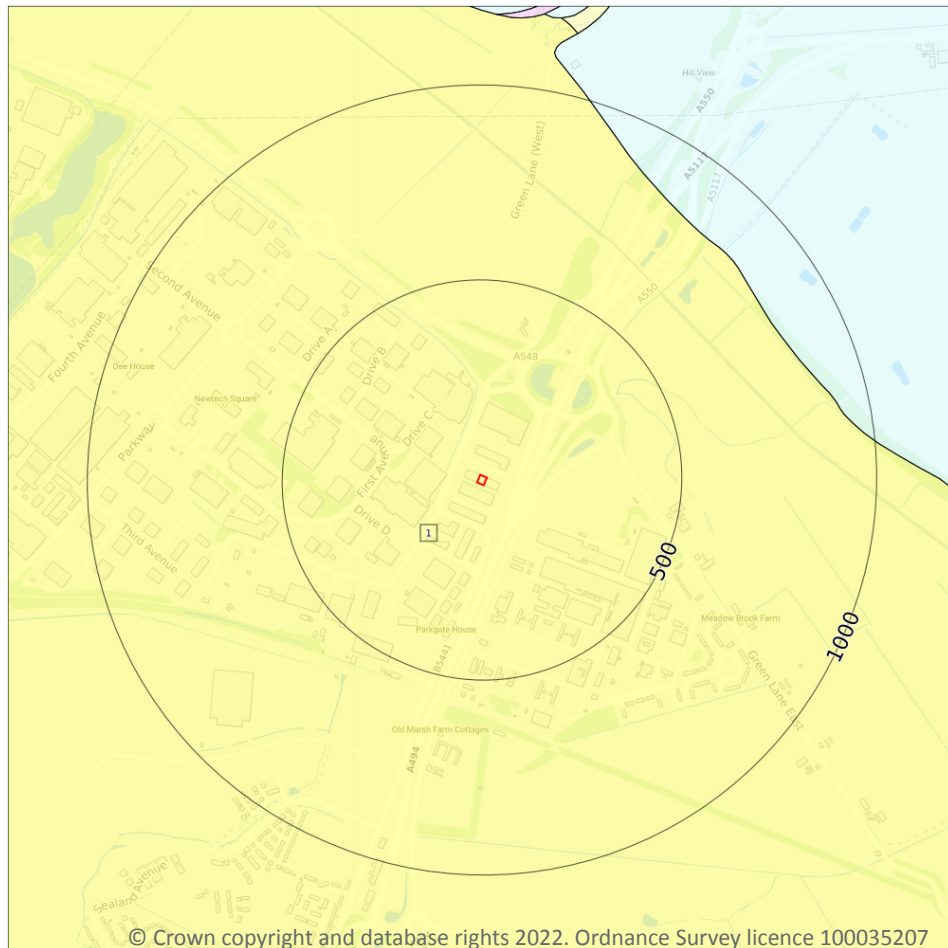 Hill View
A550
A5117
A5117
Green Lane (West)
Second Avenue
A550
Fourth Avenue
Drive A
Drive B
A548
Dee House
Newtech Square
Drive C
Parkway
First Avenue
Drive D
1
Third Avenue
500
Meadow Brook Farm
Parkgate House
1000
B5441
Green Lane East
Old Marsh Farm Cottages
A494
Sealand Avenue
© Crown copyright and database rights 2022. Ordnance Survey licence 100035207